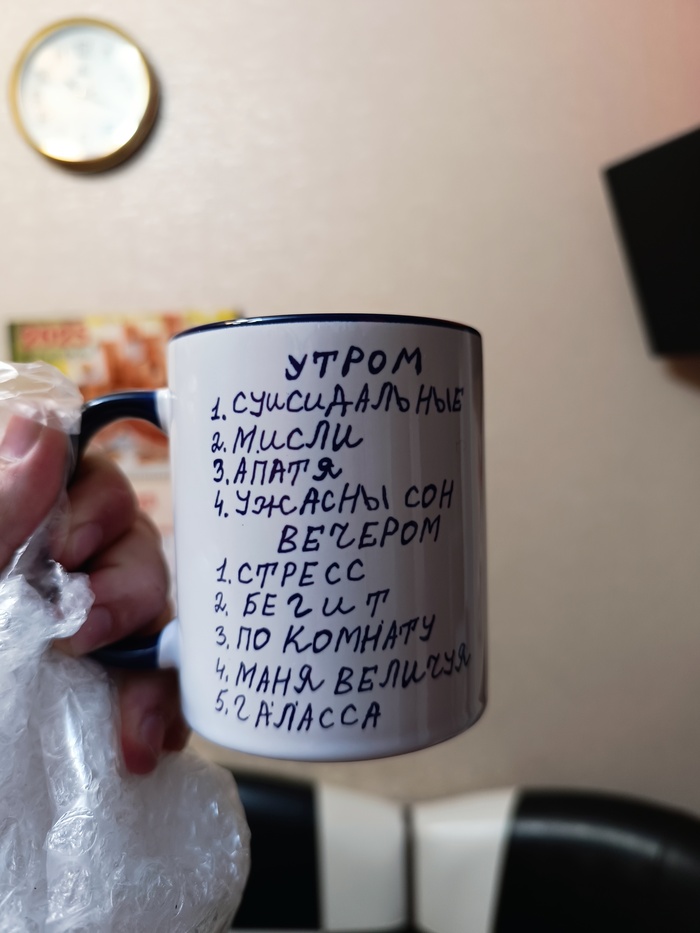 2025
УТРОМ
1. СУИСИДАЛЬНЫЕ
2. МИСЛИ
3. АПАТЯ
4. УЖАСНЫ СОН
ВЕЧЕРОМ
1. СТРЕСС
2. БЕГИТ
3. ПО КОМНАТУ
4. МАНЯ ВЕЛИЧУЯ
5. ГАЛАССА